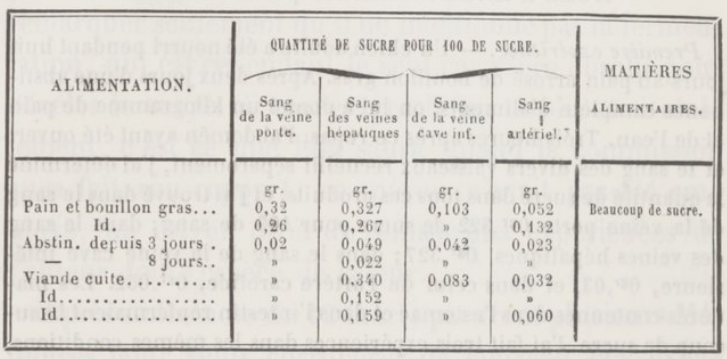 QUANTITÉ DE SUCRE POUR 100 DE SUCRE.
ALIMENTATION.
MATIÈRES
ALIMENTAIRES.
Sang de la veine porte.
Sang des veines hépatiques
Sang de la veine cave inf.
Sang artériel.
gr. gr. gr. gr.
Pain et bouillon gras... 0,32 0,327 0,103 0,052 Beaucoup de sucre.
Id. 0,26 0,267 » 0,132
Abstin. depuis 3 jours. 0,02 0,049 0,042 0,023
8 jours. » 0,022 » »
Viande cuite........ » 0,340 0,083 0,032
Id................ » 0,152 » »
Id................ » 0,159 » 0,060